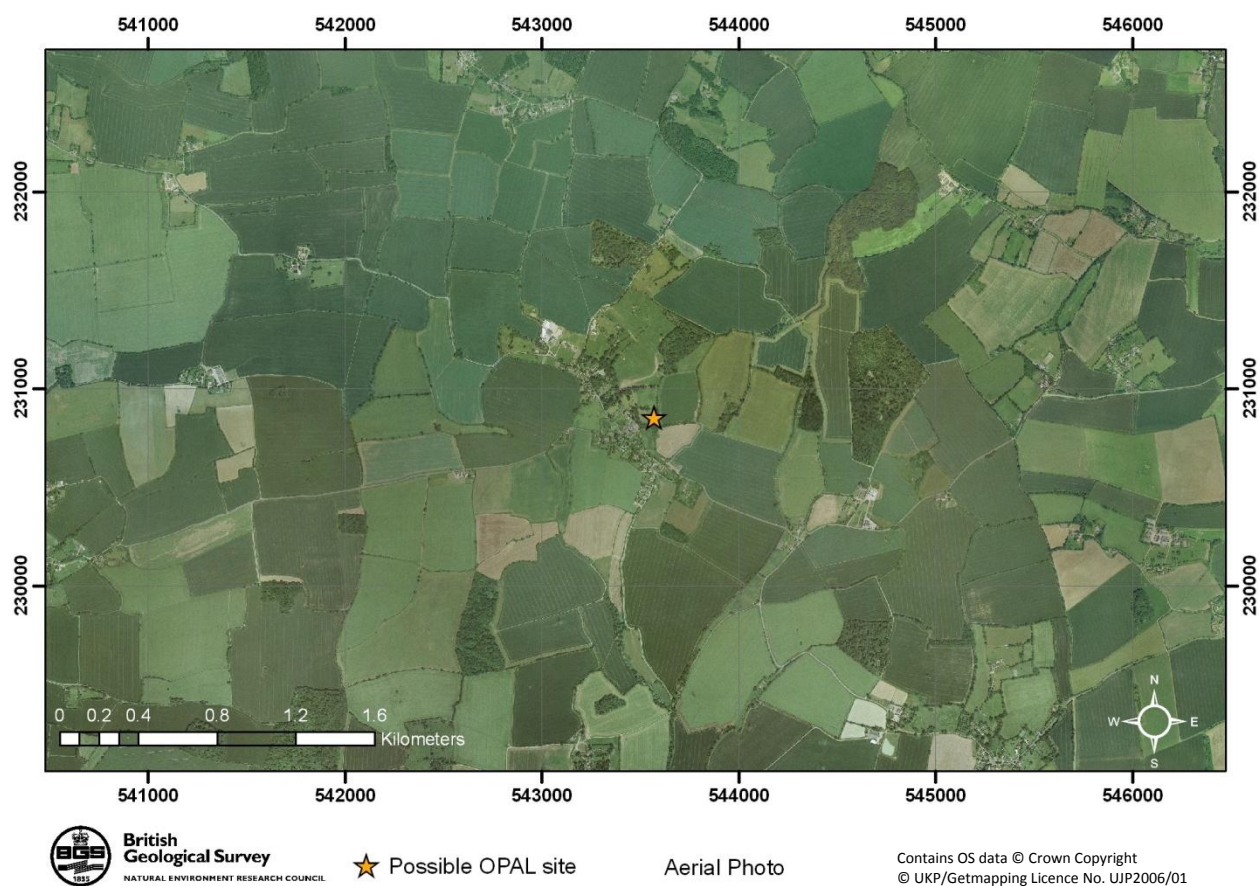 541000 542000 543000 544000 545000 546000
232000 232000
231000 231000
230000 230000
0 0.2 0.4 0.8 1.2 1.6
Kilometers
N
W E
S
541000 542000 543000 544000 545000 546000
BGS
1835
British
Geological Survey
NATURAL ENVIRONMENT RESEARCH COUNCIL
Possible OPAL site
Aerial Photo
Contains OS data © Crown Copyright
© UKP/Getmapping Licence No. UJP2006/01